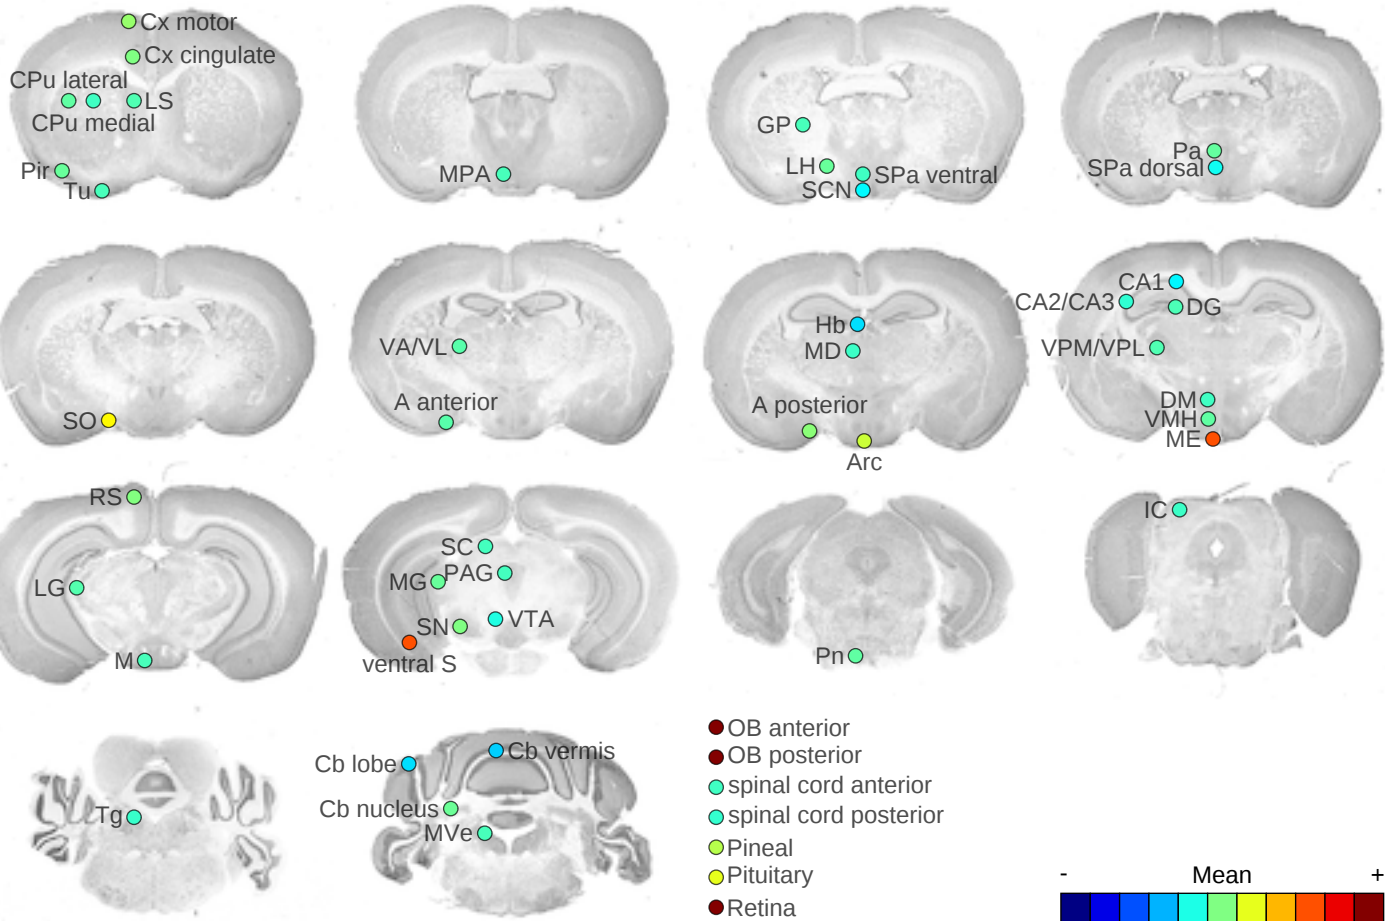 Cx motor
Cx cingulate
CPu lateral
LS
CPu medial
Pir
Tu
MPA
GP
LH
SPa ventral
SCN
Pa
SPa dorsal
SO
VA/VL
A anterior
Hb
MD
A posterior
Arc
CA1
CA2/CA3
DG
VPM/VPL
DM
VMH
ME
RS
LG
M
SC
MG
PAG
SN
VTA
ventral S
Pn
IC
Tg
Cb lobe
Cb vermis
Cb nucleus
MVe
OB anterior
OB posterior
spinal cord anterior
spinal cord posterior
Pineal
Pituitary
Retina
- Mean +